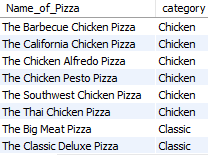 Name_of_Pizza category
The Barbecue Chicken Pizza Chicken
The California Chicken Pizza Chicken
The Chicken Alfredo Pizza Chicken
The Chicken Pesto Pizza Chicken
The Southwest Chicken Pizza Chicken
The Thai Chicken Pizza Chicken
The Big Meat Pizza Classic
The Classic Deluxe Pizza Classic